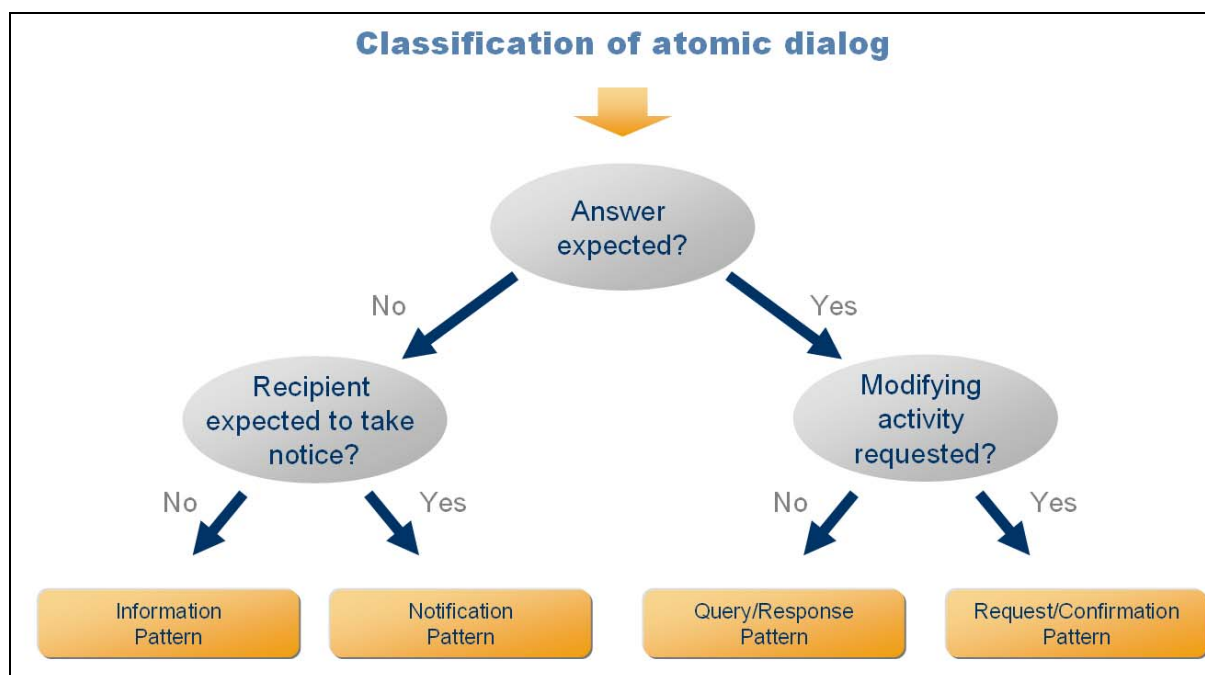 Classification of atomic dialog
Answer
expected?
No
Yes
Recipient
expected to take
notice?
Modifying
activity
requested?
No
Yes
No
Yes
Information
Pattern
Notification
Pattern
Query/Response
Pattern
Request/Confirmation
Pattern